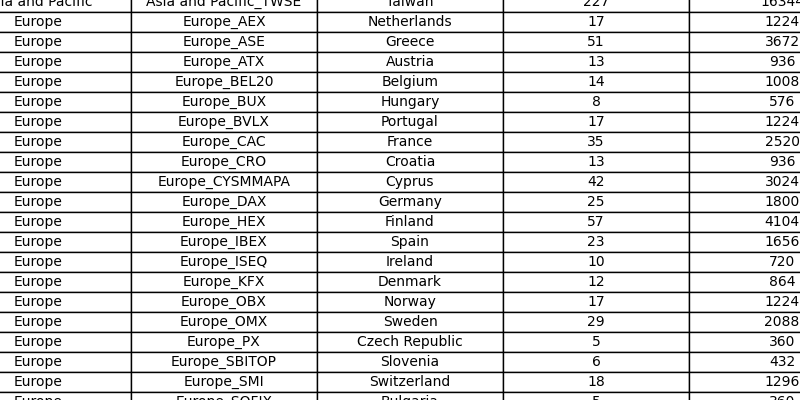 ia and Pacific Asia and Pacific_TWSE Taiwan 227 16344
Europe Europe_AEX Netherlands 17 1224
Europe Europe_ASE Greece 51 3672
Europe Europe_ATX Austria 13 936
Europe Europe_BEL20 Belgium 14 1008
Europe Europe_BUX Hungary 8 576
Europe Europe_BVLX Portugal 17 1224
Europe Europe_CAC France 35 2520
Europe Europe_CRO Croatia 13 936
Europe Europe_CYSMMAPA Cyprus 42 3024
Europe Europe_DAX Germany 25 1800
Europe Europe_HEX Finland 57 4104
Europe Europe_IBEX Spain 23 1656
Europe Europe_ISEQ Ireland 10 720
Europe Europe_KFX Denmark 12 864
Europe Europe_OBX Norway 17 1224
Europe Europe_OMX Sweden 29 2088
Europe Europe_PX Czech Republic 5 360
Europe Europe_SBITOP Slovenia 6 432
Europe Europe_SMI Switzerland 18 1296
Europe Europe_SOFIX Bulgaria 5 360